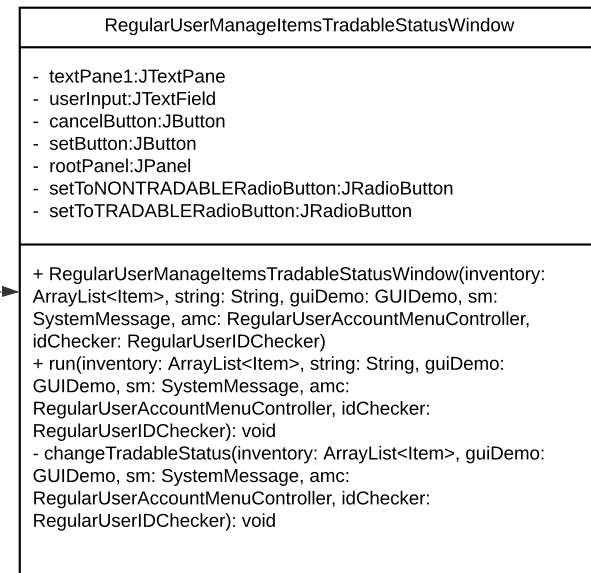 RegularUserManageItemsTradableStatusWindow
- textPane1:JTextPane
- userInput:JTextField
- cancelButton:JButton
- setButton:JButton
- rootPanel:JPanel
- setToNONTRADABLERadioButton:JRadioButton
- setToTRADABLERadioButton:JRadioButton
+ RegularUserManageItemsTradableStatusWindow(inventory:
ArrayList<Item>, string: String, guiDemo: GUIDemo, sm:
SystemMessage, amc: RegularUserAccountMenuController,
idChecker: RegularUserIDChecker)
+ run(inventory: ArrayList<Item>, string: String, guiDemo:
GUIDemo, sm: SystemMessage, amc:
RegularUserAccountMenuController, idChecker:
RegularUserIDChecker): void
- changeTradableStatus(inventory: ArrayList<Item>, guiDemo:
GUIDemo, sm: SystemMessage, amc:
RegularUserAccountMenuController, idChecker:
RegularUserIDChecker): void